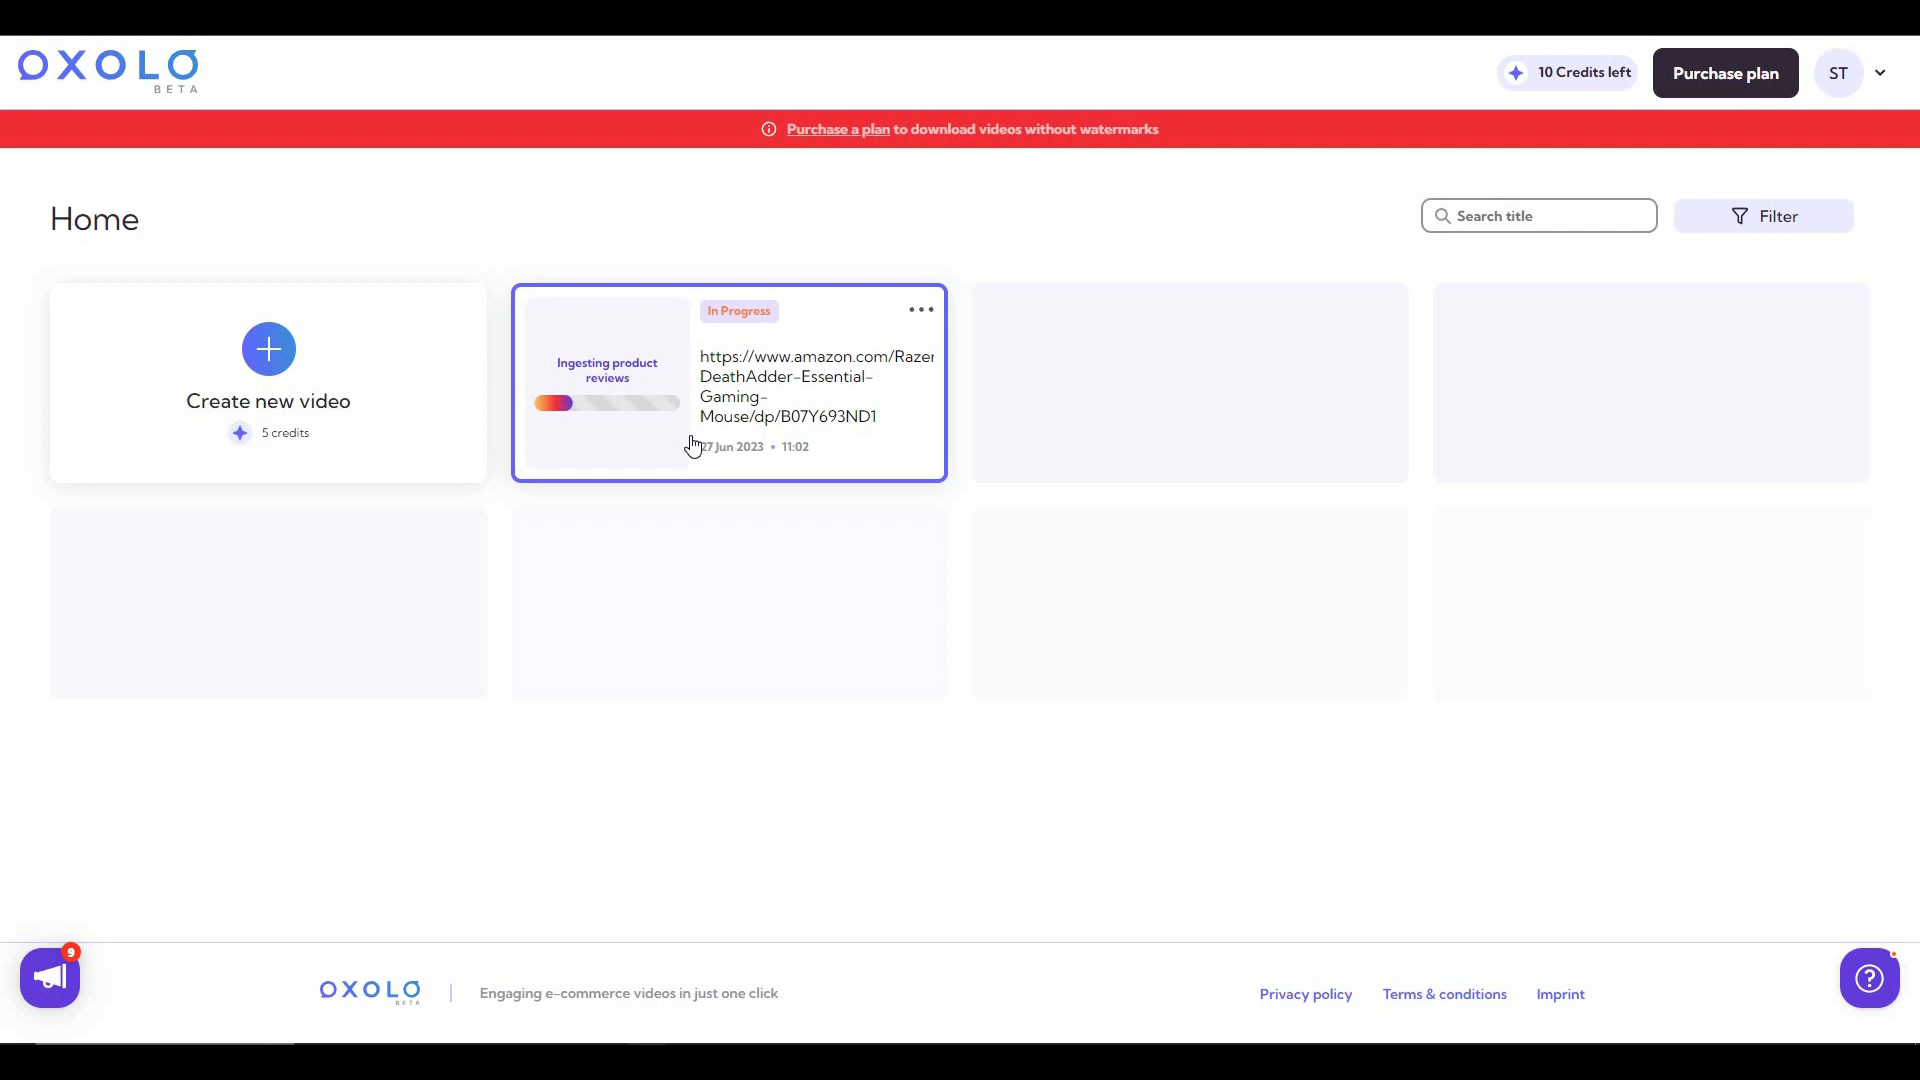 OXOLO
BETA
10 Credits left
Purchase plan
ST
Purchase a plan to download videos without watermarks
Home
Search title
Filter
Create new video
5 credits
Ingesting product
reviews
In Progress
https://www.amazon.com/Razer
DeathAdder-Essential-
Gaming-
Mouse/dp/B07Y693ND1
27 Jun 2023 • 11:02
9
OXOLO
BETA
Engaging e-commerce videos in just one click
Privacy policy
Terms & conditions
Imprint